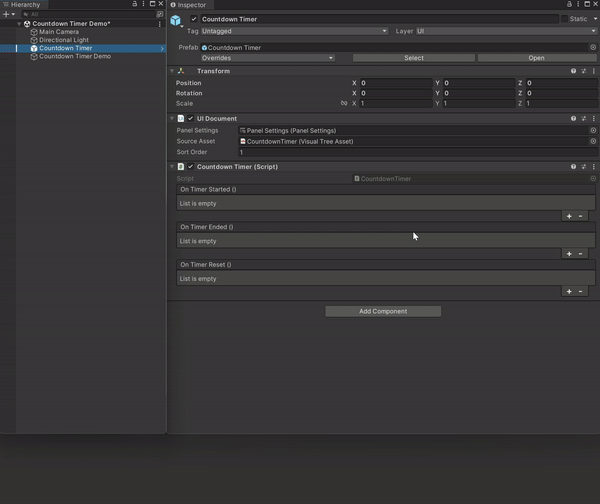 Hierarchy
All
Countdown Timer Demo*
Main Camera
Directional Light
Countdown Timer
Countdown Timer Demo
Inspector
Countdown Timer
Static
Tag Untagged Layer UI
Prefab Countdown Timer
Overrides Select Open
Transform
Position X 0 Y 0 Z 0
Rotation X 0 Y 0 Z 0
Scale X 1 Y 1 Z 1
UI Document
Panel Settings Panel Settings (Panel Settings)
Source Asset CountdownTimer (Visual Tree Asset)
Sort Order 1
Countdown Timer (Script)
Script CountdownTimer
On Timer Started ()
List is empty
+ -
On Timer Ended ()
List is empty
+ -
On Timer Reset ()
List is empty
+ -
Add Component